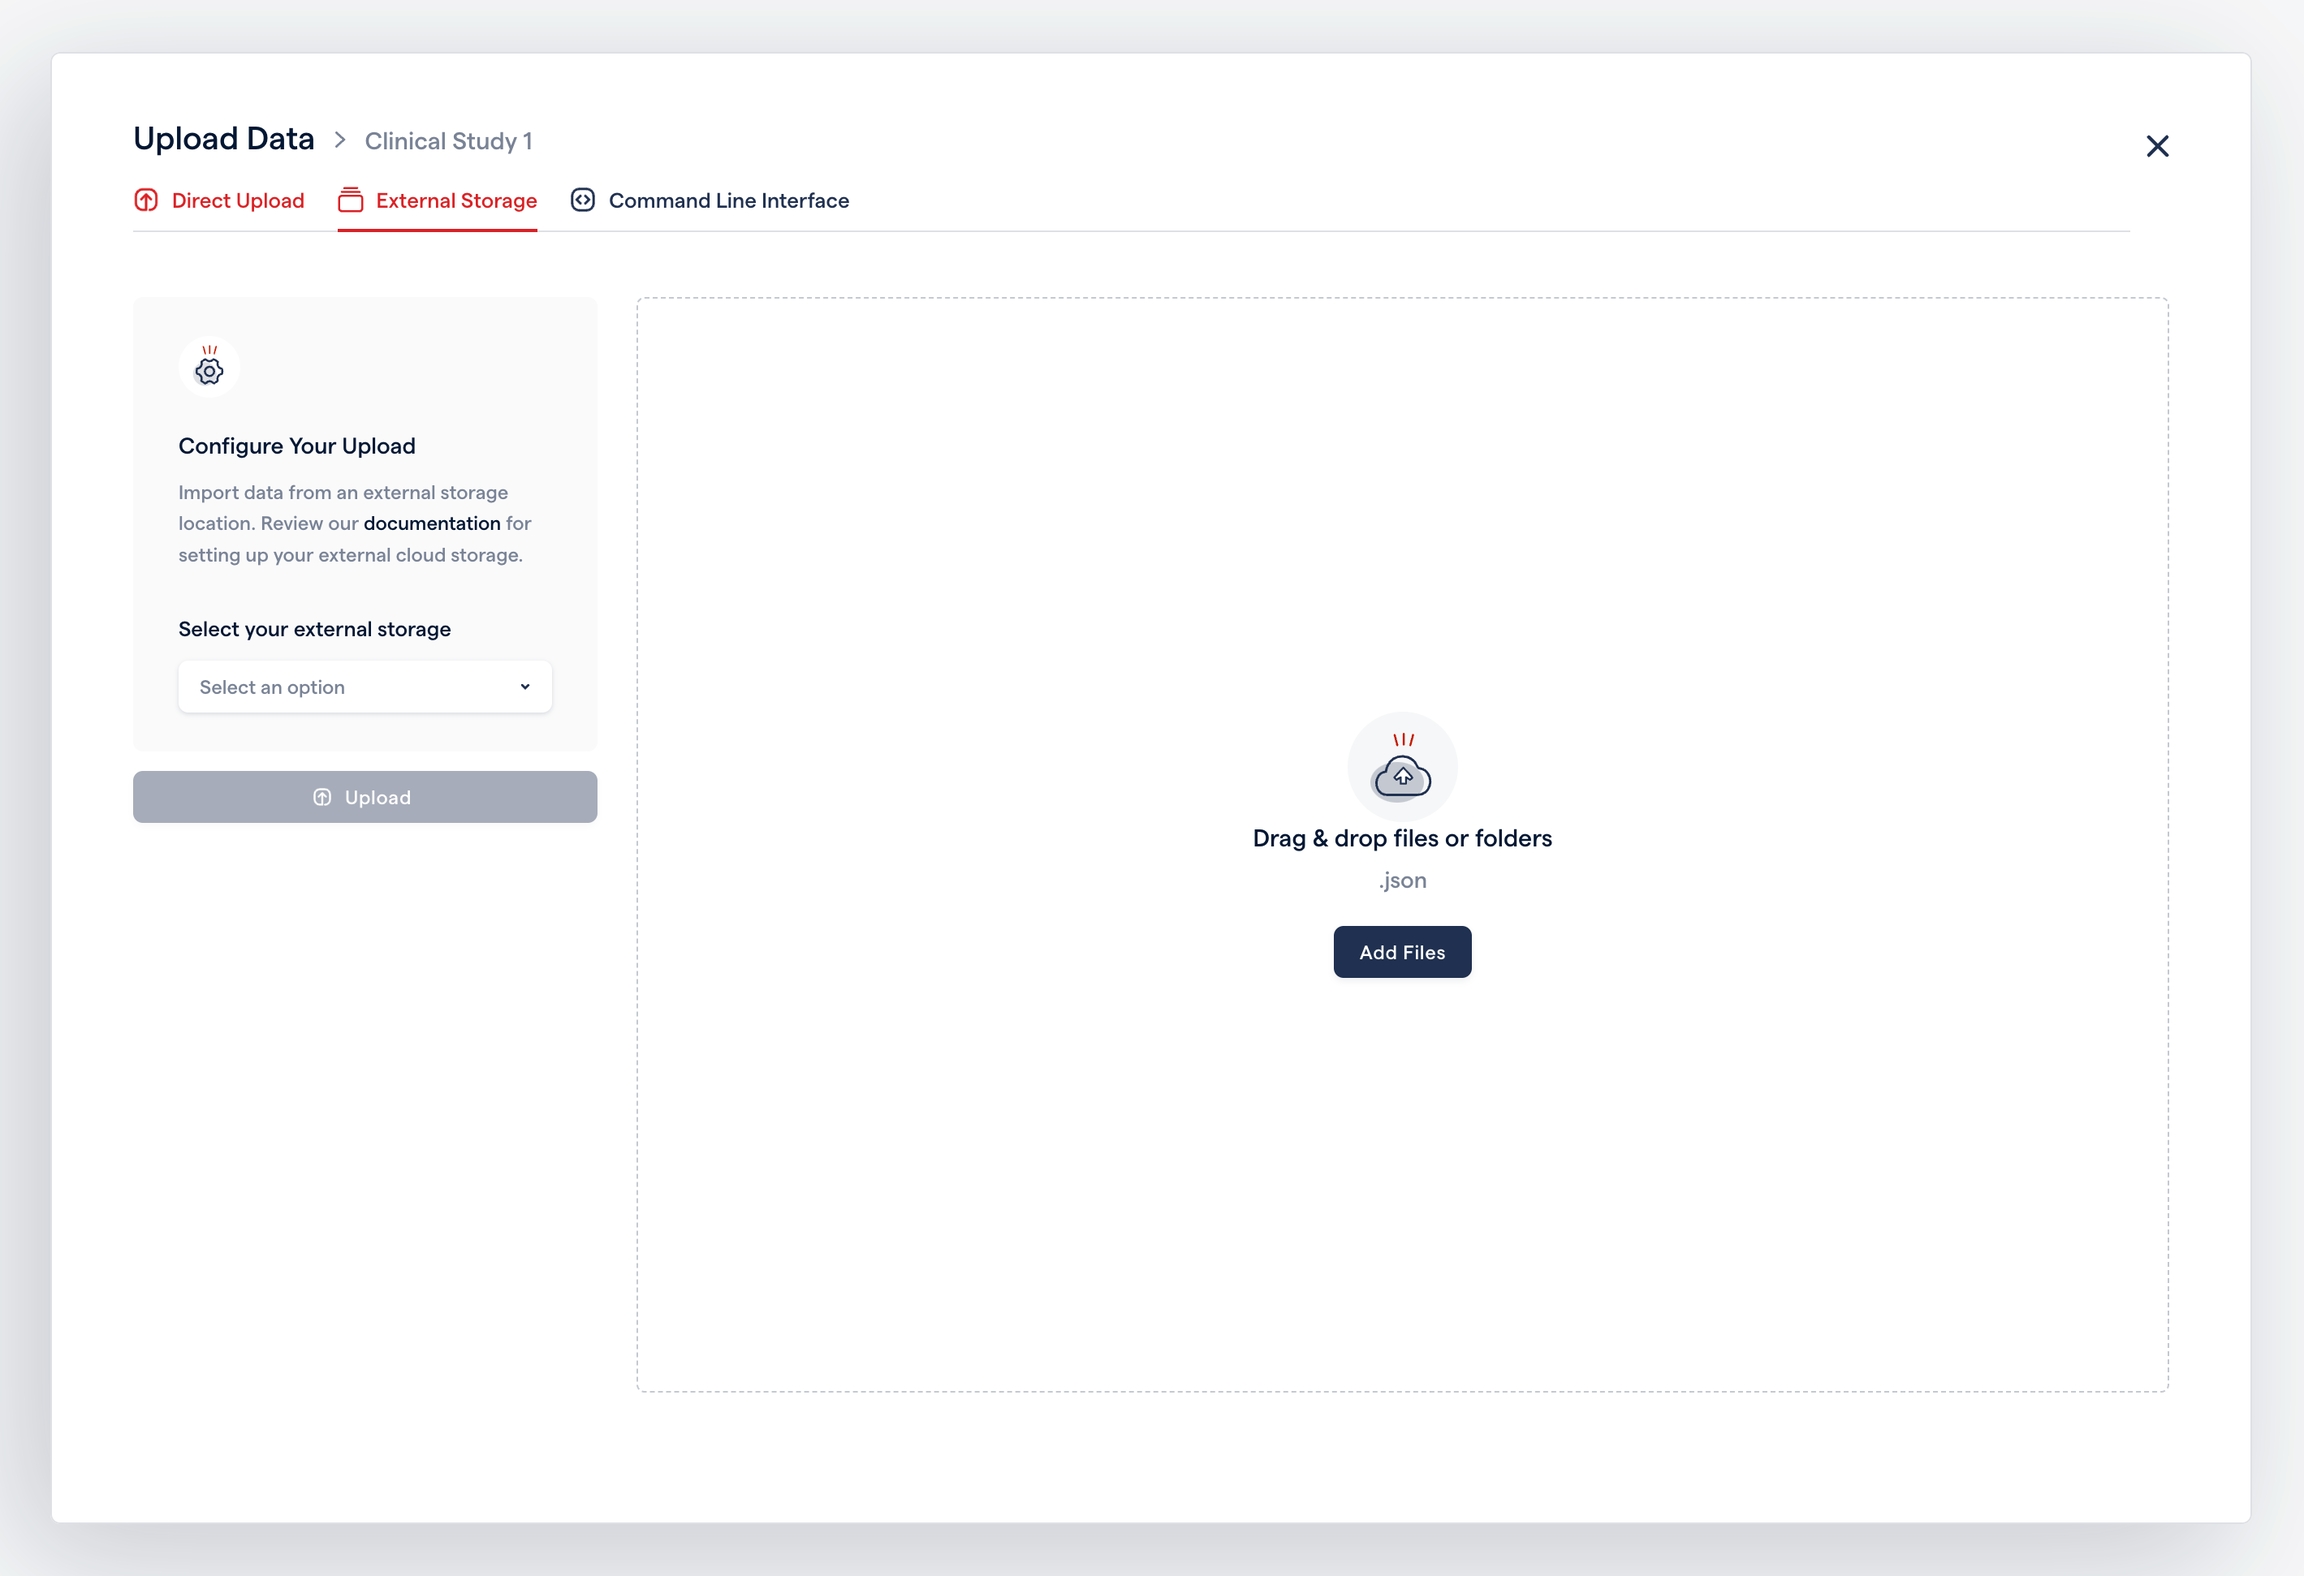 Upload Data > Clinical Study 1
Direct Upload
External Storage
Command Line Interface
Configure Your Upload
Import data from an external storage
location. Review our documentation for
setting up your external cloud storage.
Select your external storage
Select an option
Upload
Drag & drop files or folders
.json
Add Files